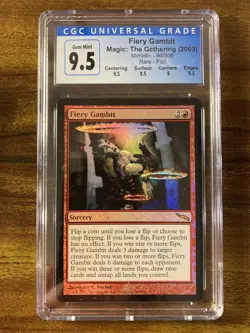 CGC UNIVERSAL GRADE
Gem Mint
9.5
Fiery Gambit
Magic: The Gathering (2003)
Mirrodin - 90/306
Rare - Foil
Centering Surface Corners Edges
9.5 9.5 9 9.5
Fiery Gambit
Sorcery
Flip a coin until you lose a flip or choose to
stop flipping. If you lose a flip, Fiery Gambit
has no effect. If you win one or more flips,
Fiery Gambit deals 3 damage to target
creature. If you win two or more flips, Fiery
Gambit deals 6 damage to each opponent.
If you win three or more flips, draw nine
cards and untap all lands you control.